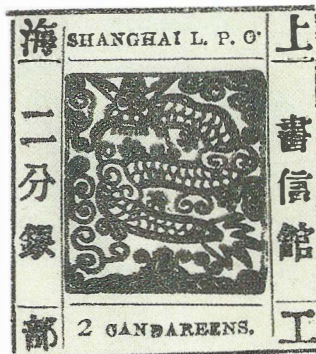 SHANGHAI L. P. O.
上
海
書信館
二分銀
工
部
2 CANDAREENS.